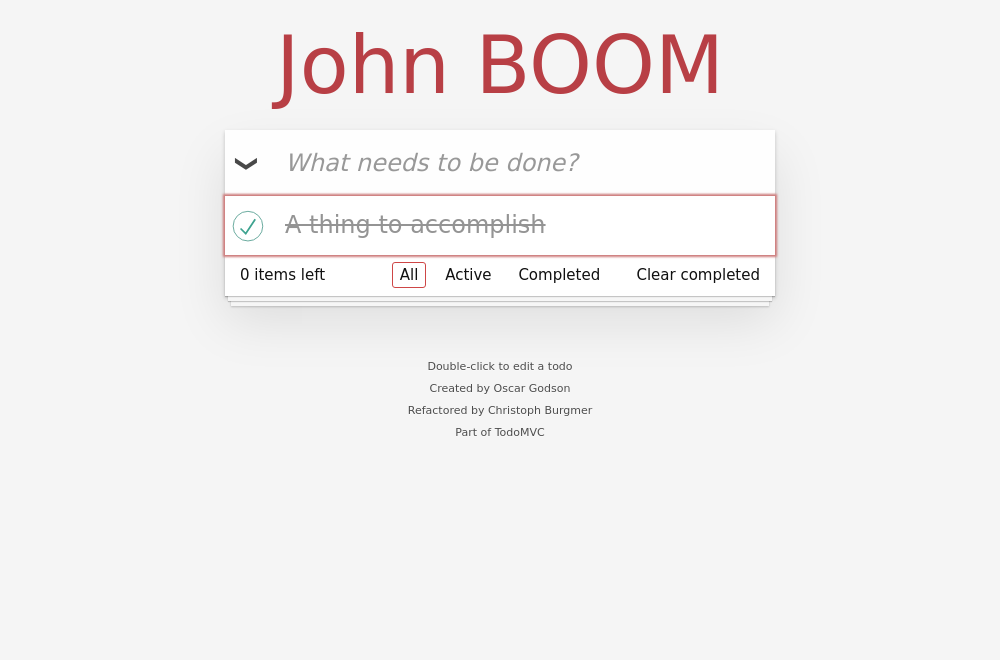 John BOOM
What needs to be done?
A thing to accomplish
0 items left All Active Completed Clear completed
Double-click to edit a todo
Created by Oscar Godson
Refactored by Christoph Burgmer
Part of TodoMVC